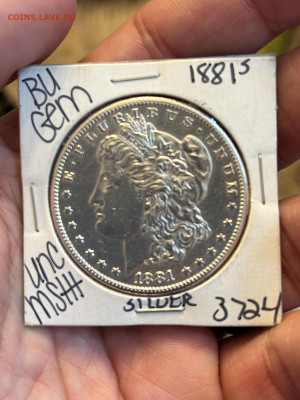 COINS.LAVE.RU
BU
GEM
1881s
E·PLURIBUS·UNUM
1881
UNC
MS+++
SILVER
3724